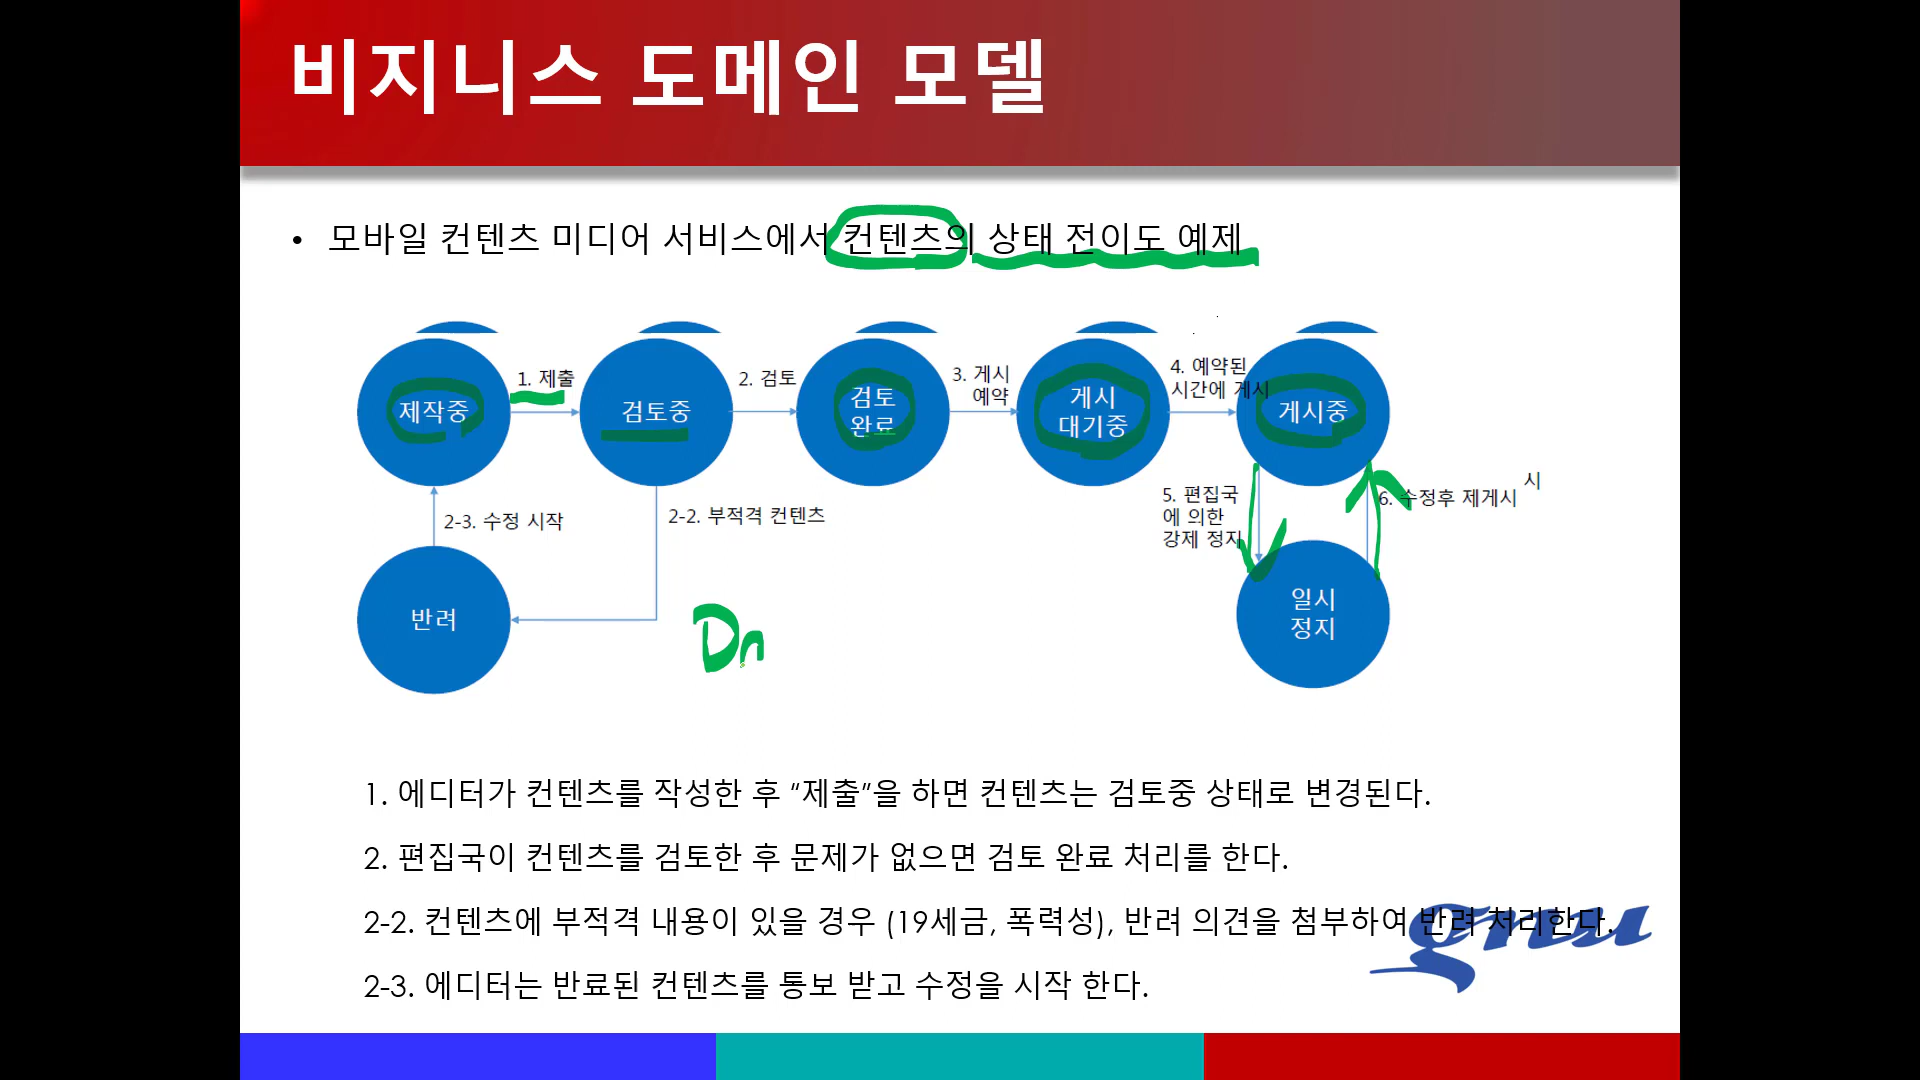 비지니스 도메인 모델
• 모바일 컨텐츠 미디어 서비스에서 컨텐츠의 상태 전이도 예제
제작중
1. 제출
검토중
2. 검토
검토
완료
3. 게시
예약
게시
대기중
4. 예약된
시간에 게시
게시중
2-3. 수정 시작
2-2. 부적격 컨텐츠
5. 편집국
에 의한
강제 정지
6. 수정후 제게시
시
반려
Dn
일시
정지
1. 에디터가 컨텐츠를 작성한 후 “제출”을 하면 컨텐츠는 검토중 상태로 변경된다.
2. 편집국이 컨텐츠를 검토한 후 문제가 없으면 검토 완료 처리를 한다.
2-2. 컨텐츠에 부적격 내용이 있을 경우 (19세금, 폭력성), 반려 의견을 첨부하여 반려 처리한다.
2-3. 에디터는 반료된 컨텐츠를 통보 받고 수정을 시작 한다.
gnu